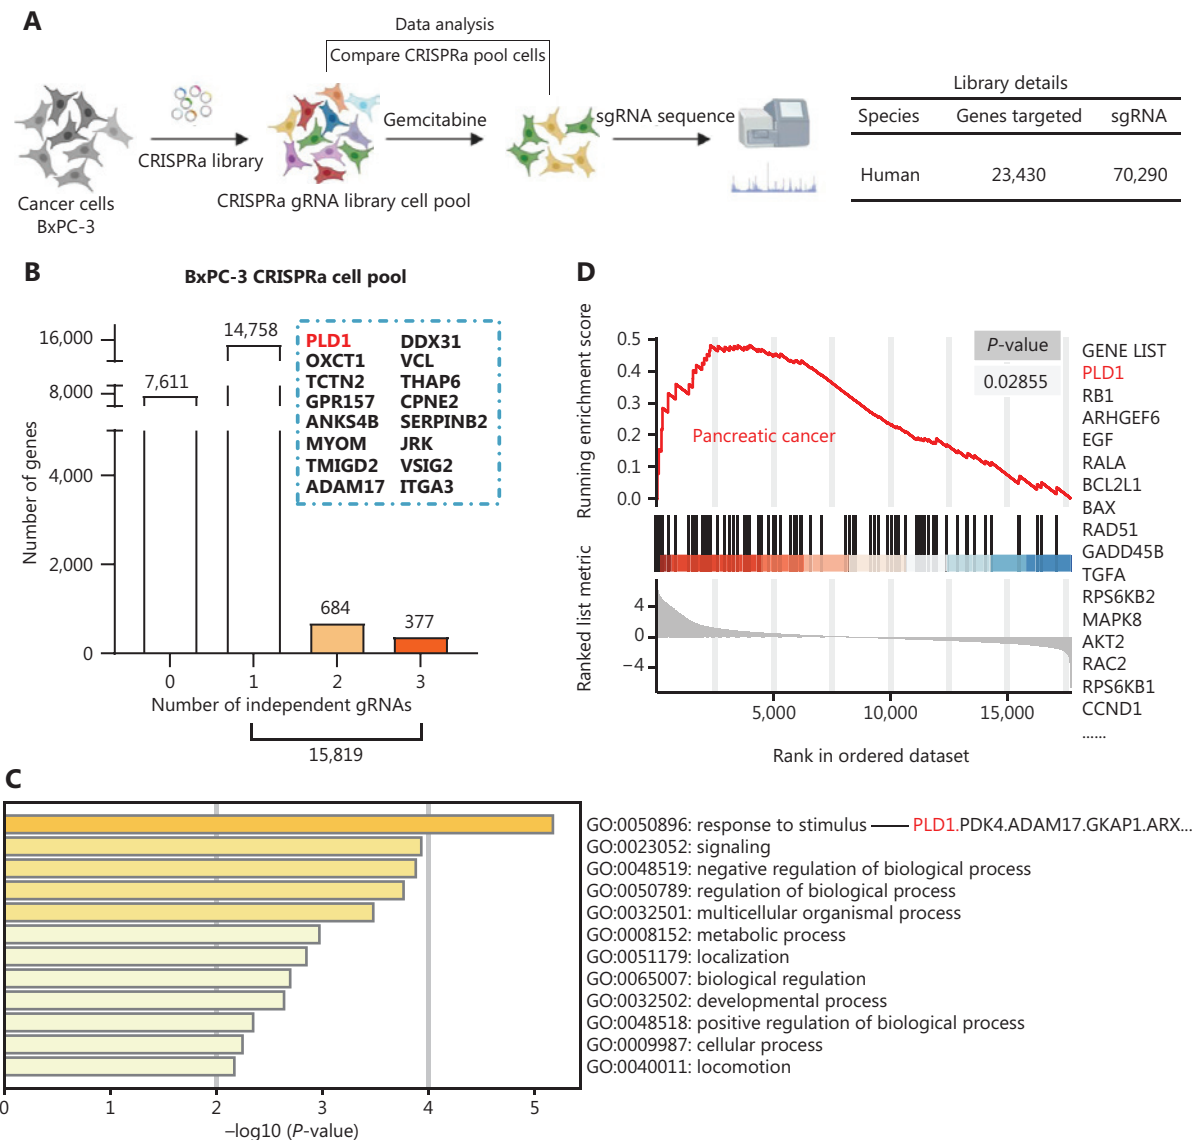 A
Data analysis
Compare CRISPRa pool cells
CRISPRa library
Gemcitabine
sgRNA sequence
Cancer cells
BxPC-3
CRISPRa gRNA library cell pool
Library details
Species Genes targeted sgRNA
Human 23,430 70,290
B
BxPC-3 CRISPRa cell pool
Number of genes
16,000
8,000
4,000
2,000
0
7,611
14,758
684
377
PLD1 DDX31
OXCT1 VCL
TCTN2 THAP6
GPR157 CPNE2
ANKS4B SERPINB2
MYOM JRK
TMIGD2 VSIG2
ADAM17 ITGA3
0 1 2 3
Number of independent gRNAs
15,819
D
Running enrichment score
0.5
0.4
0.3
0.2
0.1
0.0
Pancreatic cancer
P-value
0.02855
Ranked list metric
4
0
−4
5,000 10,000 15,000
Rank in ordered dataset
GENE LIST
PLD1
RB1
ARHGEF6
EGF
RALA
BCL2L1
BAX
RAD51
GADD45B
TGFA
RPS6KB2
MAPK8
AKT2
RAC2
RPS6KB1
CCND1
......
C
GO:0050896: response to stimulus PLD1.PDK4.ADAM17.GKAP1.ARX...
GO:0023052: signaling
GO:0048519: negative regulation of biological process
GO:0050789: regulation of biological process
GO:0032501: multicellular organismal process
GO:0008152: metabolic process
GO:0051179: localization
GO:0065007: biological regulation
GO:0032502: developmental process
GO:0048518: positive regulation of biological process
GO:0009987: cellular process
GO:0040011: locomotion
0 1 2 3 4 5
−log10 (P-value)